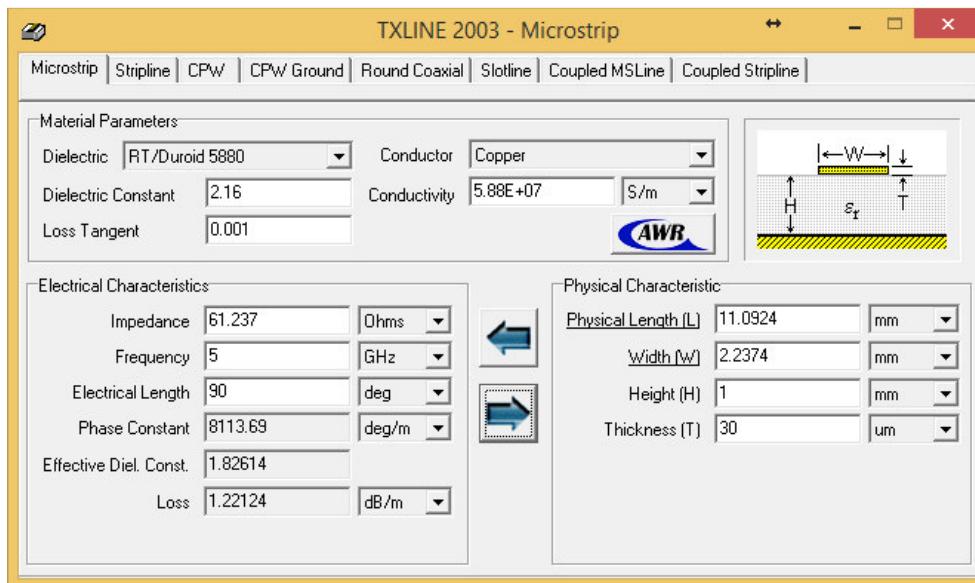 TXLINE 2003 - Microstrip
Microstrip Stripline CPW CPW Ground Round Coaxial Slotline Coupled MSLine Coupled Stripline
Material Parameters
Dielectric RT/Duroid 5880 Conductor Copper
Dielectric Constant 2.16 Conductivity 5.88E+07 S/m
Loss Tangent 0.001 AWR
W
H εr T
Electrical Characteristics
Impedance 61.237 Ohms
Frequency 5 GHz
Electrical Length 90 deg
Phase Constant 8113.69 deg/m
Effective Diel. Const. 1.82614
Loss 1.22124 dB/m
Physical Characteristic
Physical Length (L) 11.0924 mm
Width (W) 2.2374 mm
Height (H) 1 mm
Thickness (T) 30 um